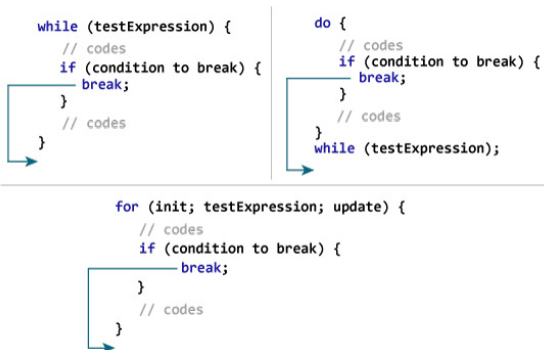 while (testExpression) {
// codes
if (condition to break) {
break;
}
// codes
}
do {
// codes
if (condition to break) {
break;
}
// codes
}
while (testExpression);
for (init; testExpression; update) {
// codes
if (condition to break) {
break;
}
// codes
}